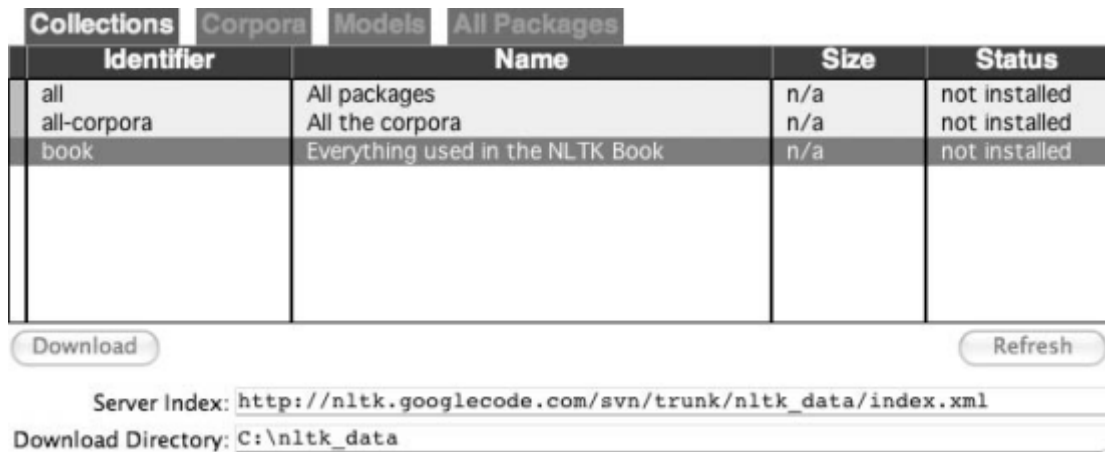 Collections Corpora Models All Packages
Identifier Name Size Status
all All packages n/a not installed
all-corpora All the corpora n/a not installed
book Everything used in the NLTK Book n/a not installed
Download Refresh
Server Index: http://nltk.googlecode.com/svn/trunk/nltk_data/index.xml
Download Directory: C:\nltk_data